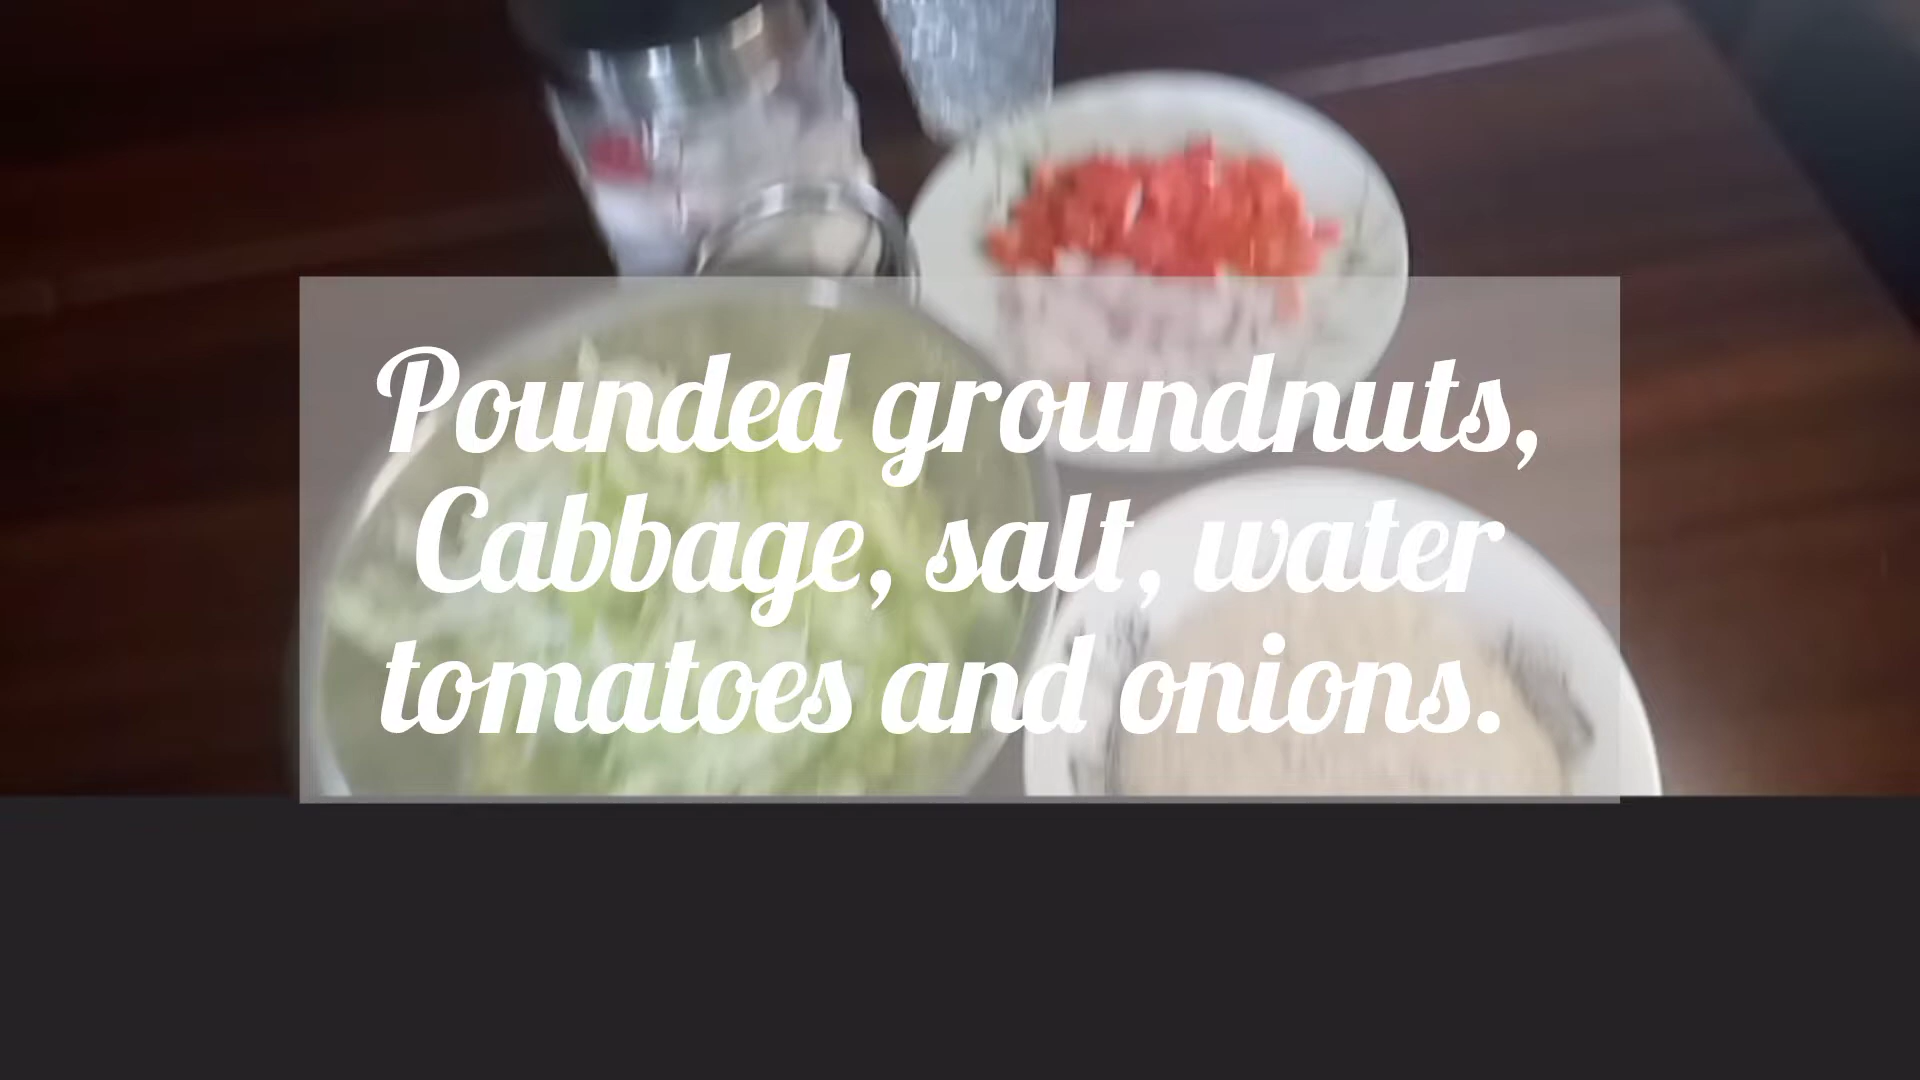 Pounded groundnuts,
Cabbage, salt, water
tomatoes and onions.